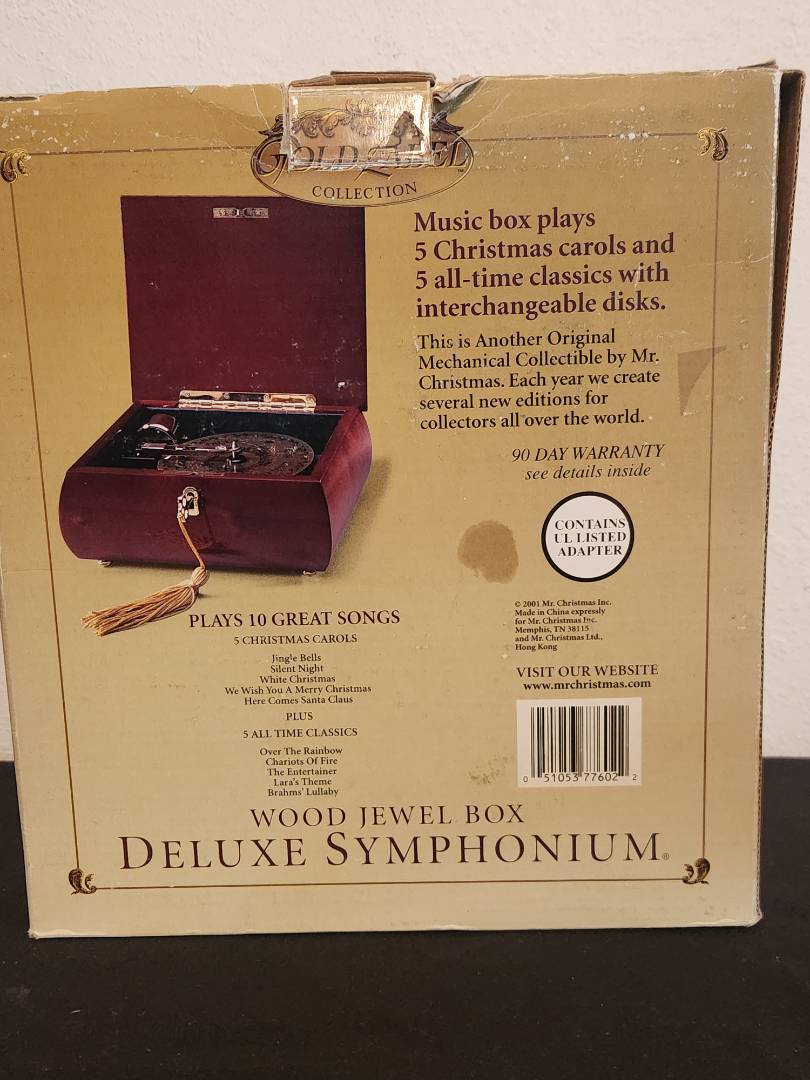 GOLD LABEL
COLLECTION
Music box plays
5 Christmas carols and
5 all-time classics with
interchangeable disks.
This is Another Original
Mechanical Collectible by Mr.
Christmas. Each year we create
several new editions for
collectors all over the world.
90 DAY WARRANTY
see details inside
CONTAINS
UL LISTED
ADAPTER
PLAYS 10 GREAT SONGS
5 CHRISTMAS CAROLS
Jingle Bells
Silent Night
White Christmas
We Wish You A Merry Christmas
Here Comes Santa Claus
PLUS
5 ALL TIME CLASSICS
Over The Rainbow
Chariots Of Fire
The Entertainer
Lara's Theme
Brahms' Lullaby
© 2001 Mr. Christmas Inc.
Made in China expressly
for Mr. Christmas Inc.
Memphis, TN 38115
and Mr. Christmas Ltd.,
Hong Kong
VISIT OUR WEBSITE
www.mrchristmas.com
0 51053 77602 2
WOOD JEWEL BOX
DELUXE SYMPHONIUM®